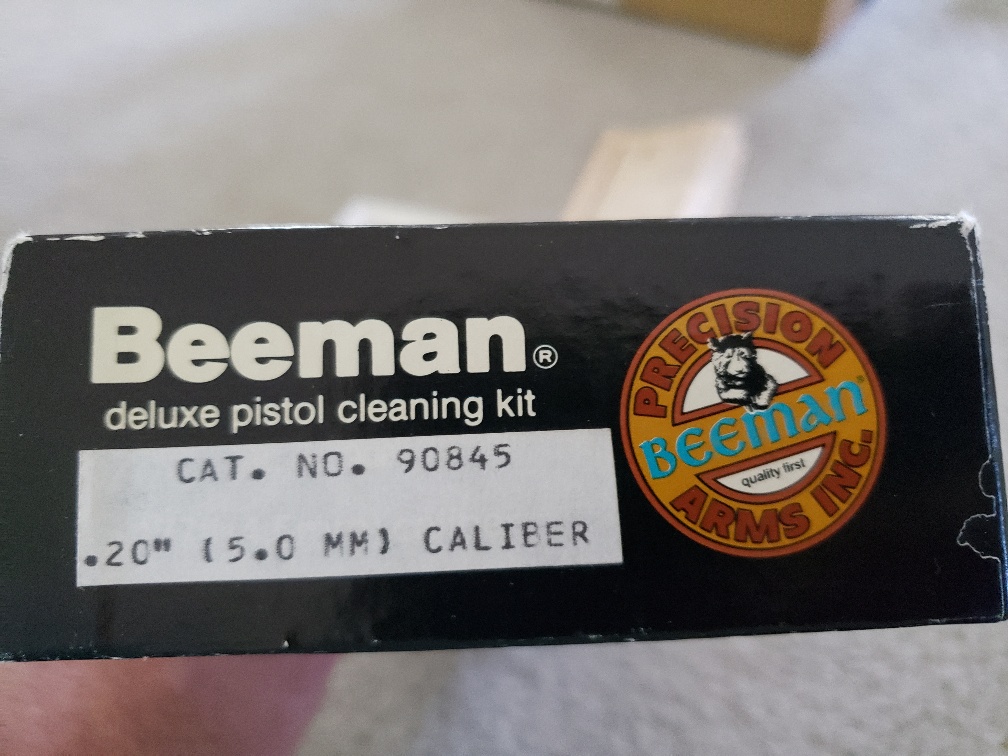 Beeman®
deluxe pistol cleaning kit
CAT. NO. 90845
.20" (5.0 MM) CALIBER
PRECISION
BEEMAN®
quality first
ARMS INC.